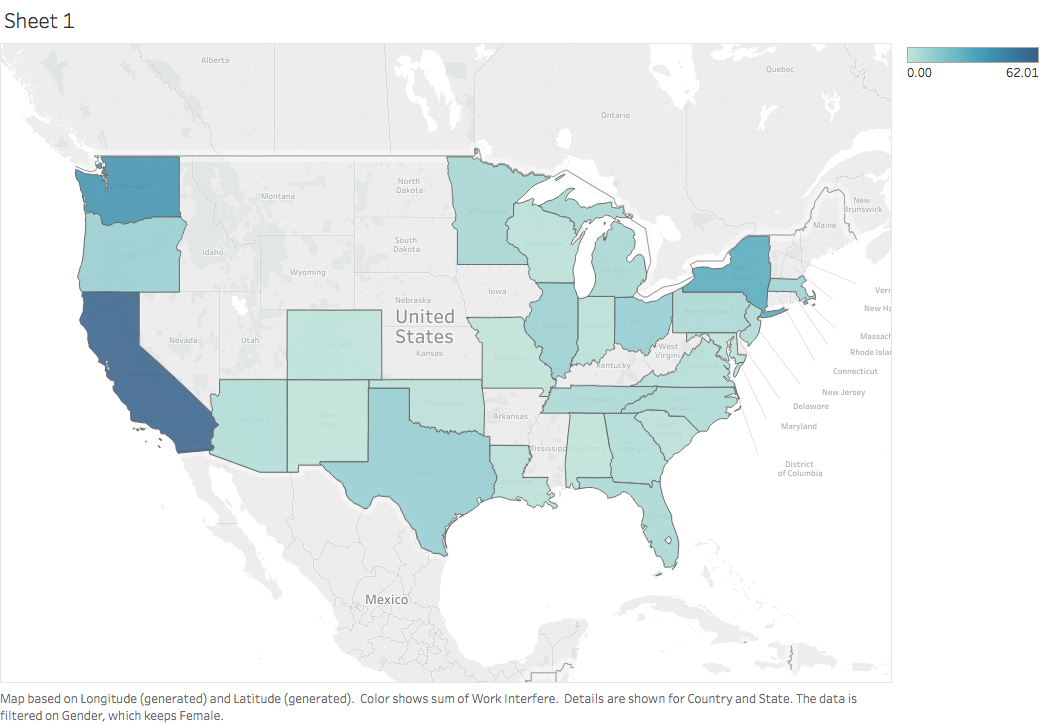 Sheet 1
0.00
62.01
Alberta
Quebec
Ontario
Washington
Montana
North
Dakota
Minnesota
New
Brunswick
Maine
Oregon
Idaho
South
Dakota
Wisconsin
Michigan
New
York
Wyoming
Iowa
Nebraska
Verr
New Ha
United
States
Nevada
Utah
Colorado
Kansas
Illinois
Indiana
Ohio
Pennsylvania
Massach
Rhode Islar
Connecticut
West
Virginia
Kentucky
Missouri
Virginia
California
New Jersey
Delaware
Maryland
Arizona
New
Mexico
Oklahoma
Arkansas
Tennessee
North
Carolina
South
Carolina
Mississippi
Alabama
Georgia
Texas
Louisiana
District
of Columbia
Florida
Mexico
Map based on Longitude (generated) and Latitude (generated).  Color shows sum of Work Interfere.  Details are shown for Country and State. The data is
filtered on Gender, which keeps Female.